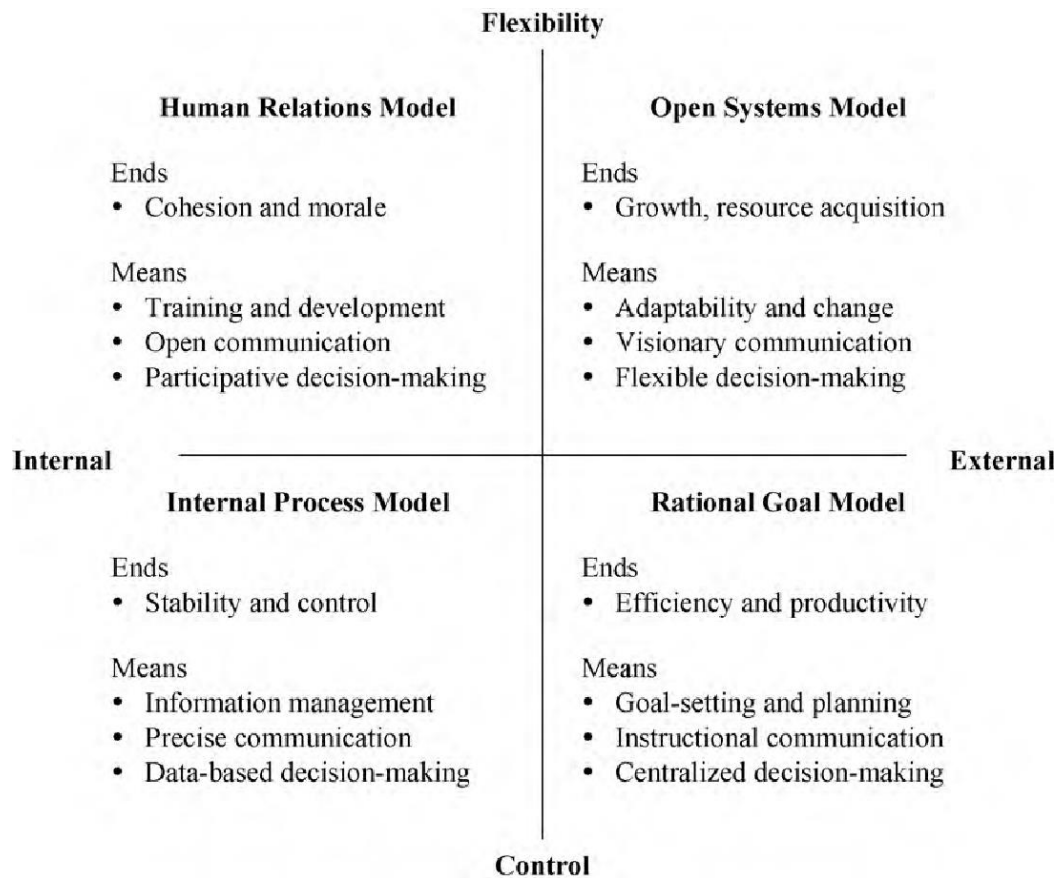 Flexibility
Human Relations Model
Ends
• Cohesion and morale
Means
• Training and development
• Open communication
• Participative decision-making
Open Systems Model
Ends
• Growth, resource acquisition
Means
• Adaptability and change
• Visionary communication
• Flexible decision-making
Internal
External
Internal Process Model
Ends
• Stability and control
Means
• Information management
• Precise communication
• Data-based decision-making
Rational Goal Model
Ends
• Efficiency and productivity
Means
• Goal-setting and planning
• Instructional communication
• Centralized decision-making
Control